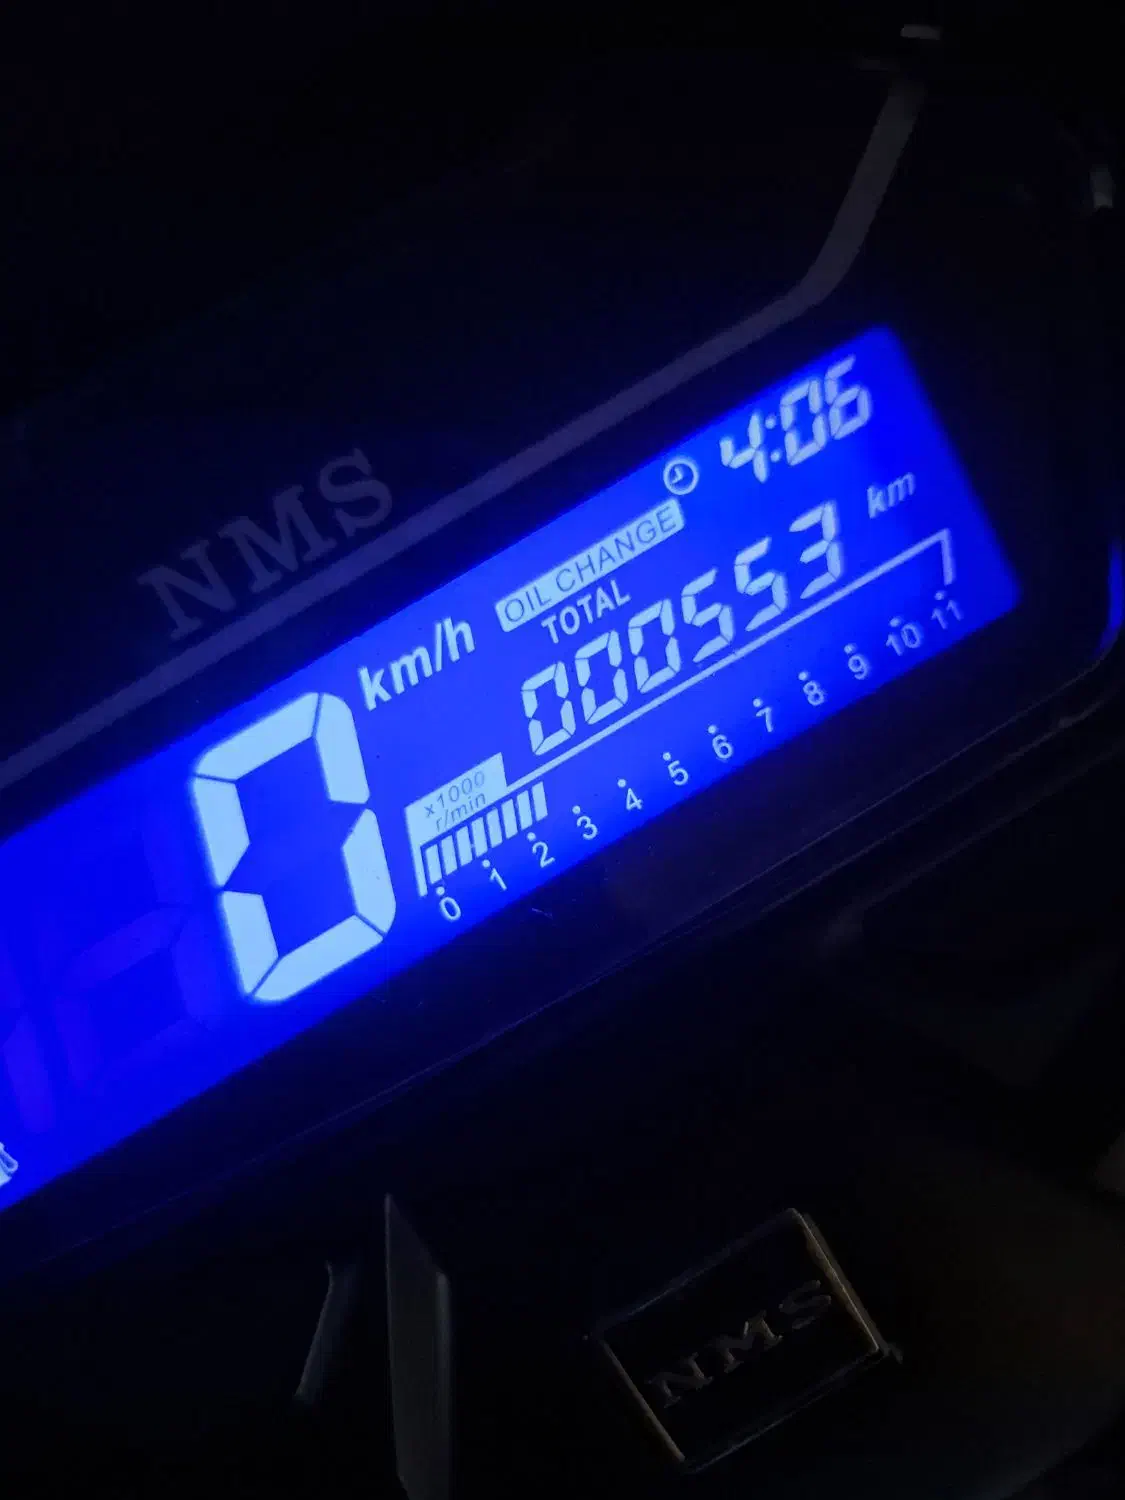 NMS
4:06
OIL CHANGE
TOTAL
000553 km
0 km/h
x1000
r/min
0 1 2 3 4 5 6 7 8 9 10 11
NMS